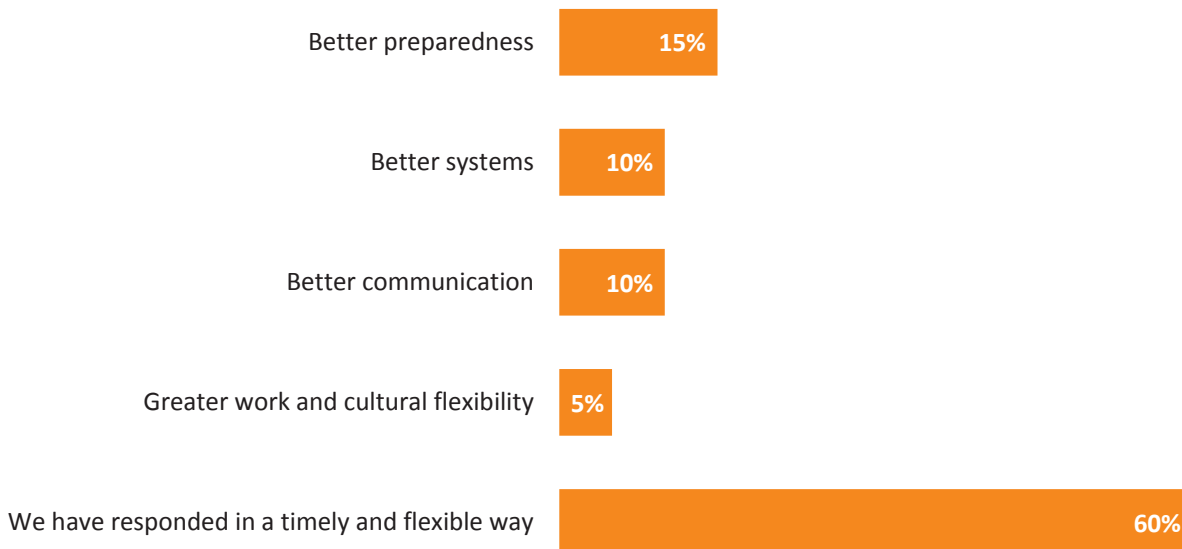 Better preparedness
15%
Better systems
10%
Better communication
10%
Greater work and cultural flexibility
5%
We have responded in a timely and flexible way
60%